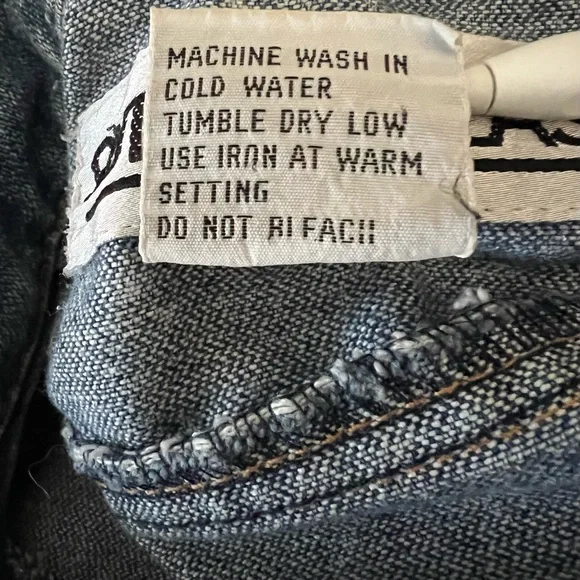 MACHINE WASH IN
COLD WATER
TUMBLE DRY LOW
USE IRON AT WARM
SETTING
DO NOT BLEACH